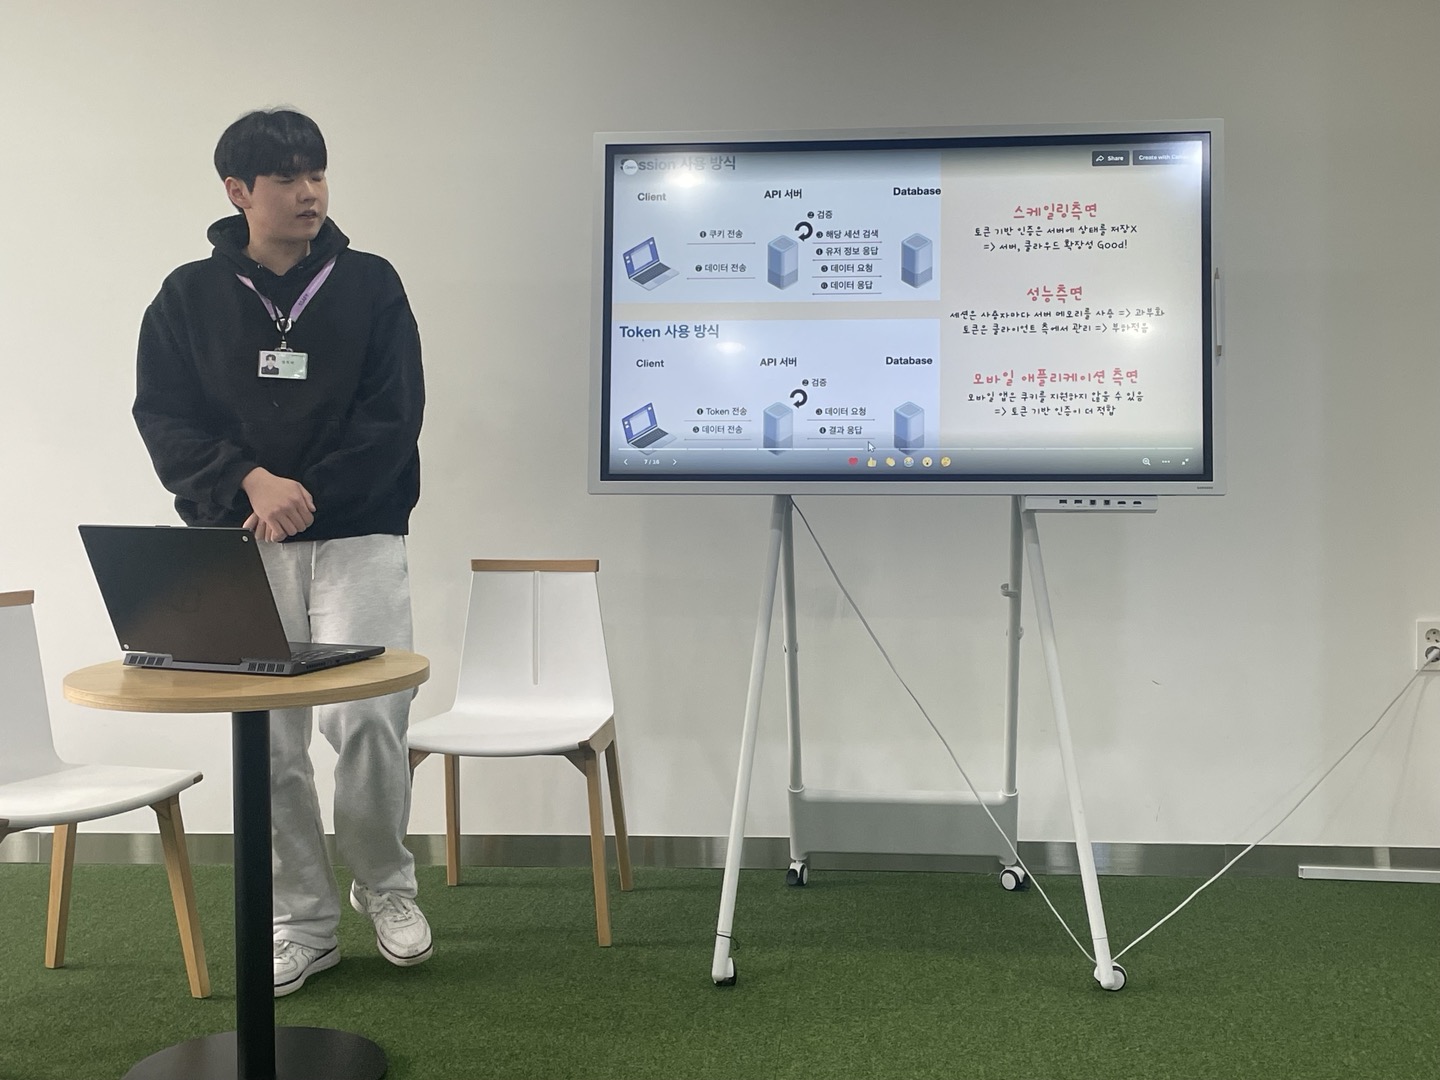 Session 사용 방식
Share
Create with
Client
API 서버
Database
❷ 검증
❶ 쿠키 전송
❸ 해당 세션 검색
❹ 유저 정보 응답
❼ 데이터 전송
❺ 데이터 요청
❻ 데이터 응답
Token 사용 방식
Client
API 서버
Database
❷ 검증
❶ Token 전송
❸ 데이터 요청
❺ 데이터 전송
❹ 결과 응답
스케일링측면
토큰 기반 인증은 서버에 상태를 저장X
=> 서버, 클라우드 확장성 Good!
성능측면
세션은 사용자마다 서버 메모리를 사용 => 과부화
토큰은 클라이언트 측에서 관리 => 부하적음
모바일 애플리케이션 측면
모바일 앱은 쿠키를 지원하지 않을 수 있음
=> 토큰 기반 인증이 더 적합
7 / 16